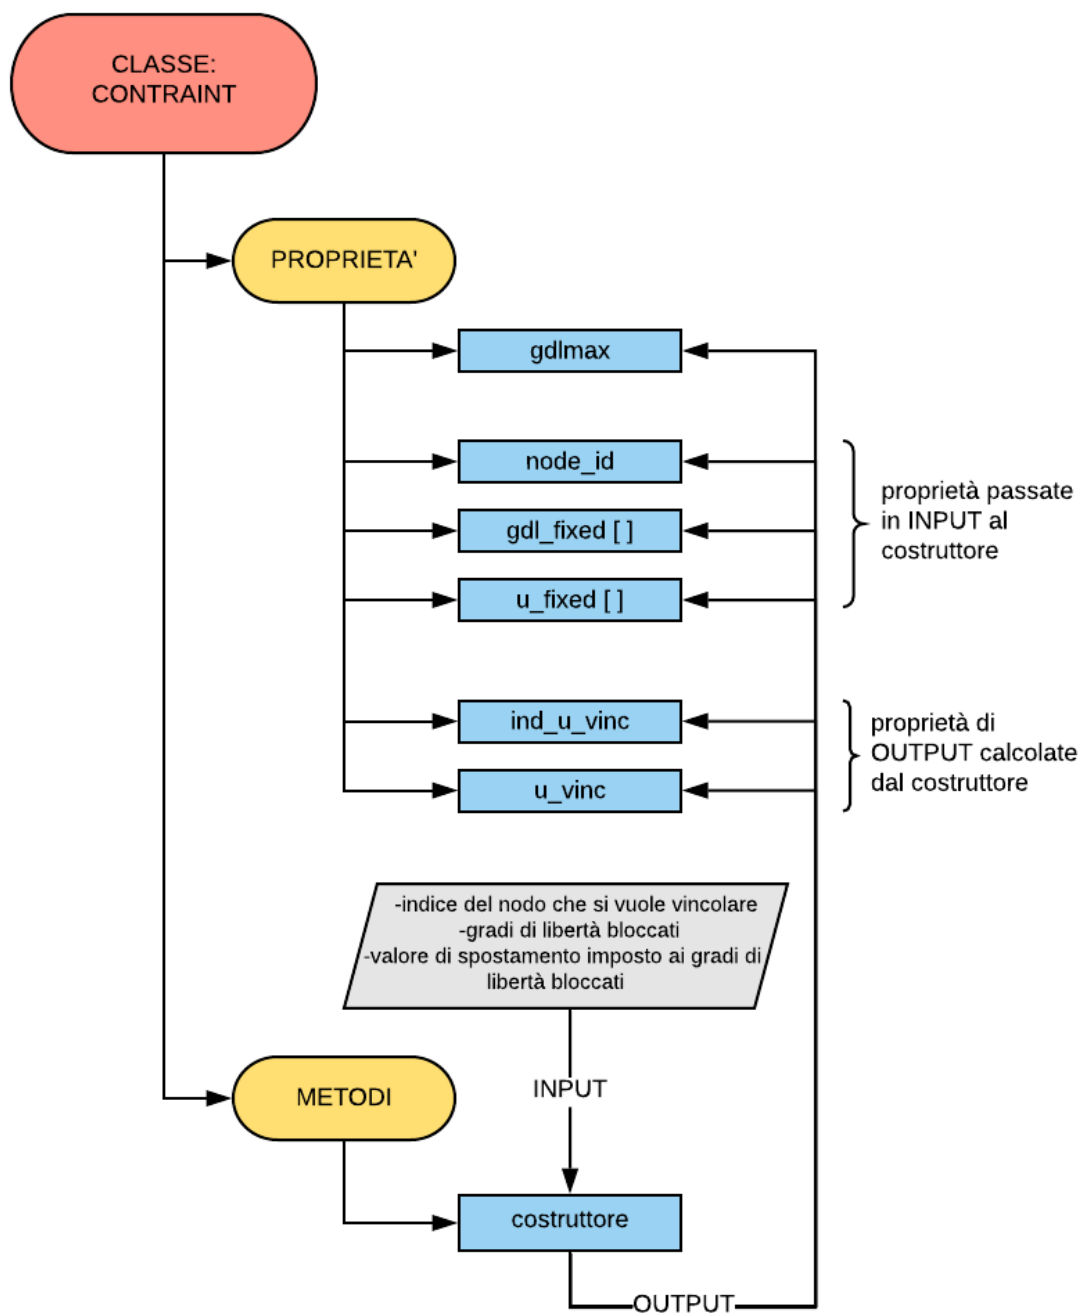 CLASSE:
CONTRAINT
PROPRIETA'
gdlmax
node_id
gdl_fixed [ ]
u_fixed [ ]
proprietà passate
in INPUT al
costruttore
ind_u_vinc
u_vinc
proprietà di
OUTPUT calcolate
dal costruttore
-indice del nodo che si vuole vincolare
-gradi di libertà bloccati
-valore di spostamento imposto ai gradi di
libertà bloccati
INPUT
METODI
costruttore
OUTPUT